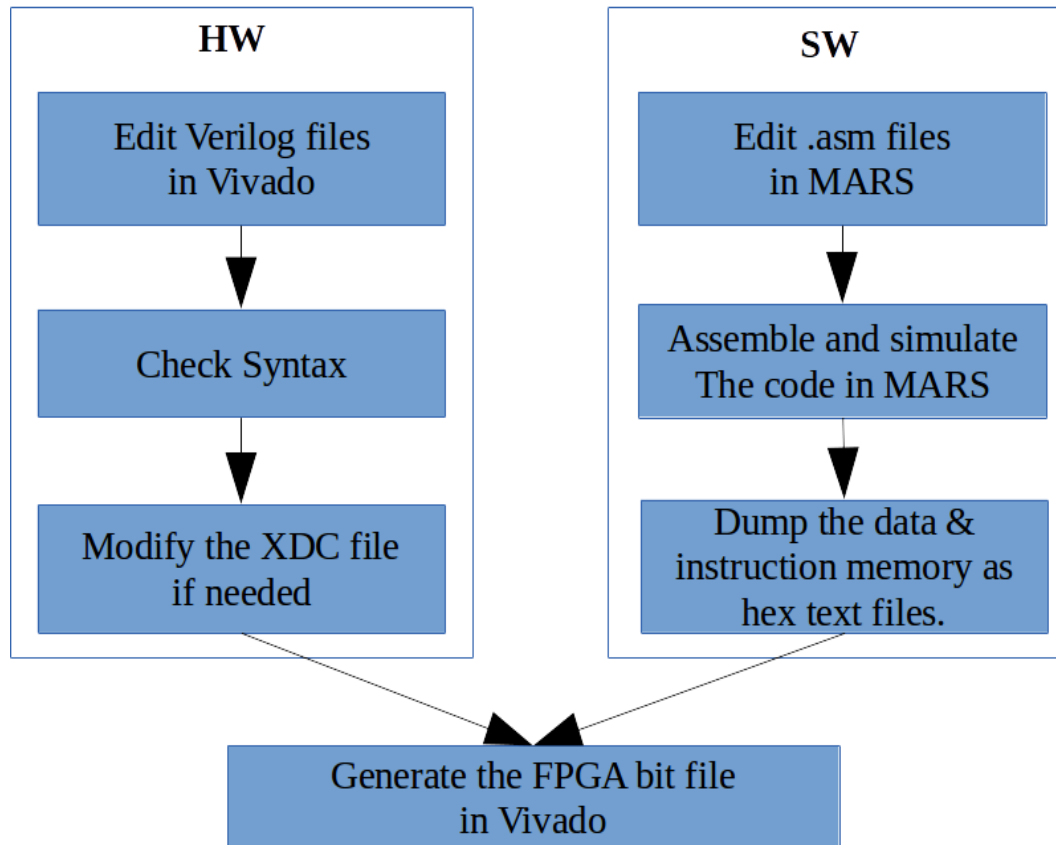 HW
Edit Verilog files
in Vivado
Check Syntax
Modify the XDC file
if needed
SW
Edit .asm files
in MARS
Assemble and simulate
The code in MARS
Dump the data &
instruction memory as
hex text files.
Generate the FPGA bit file
in Vivado